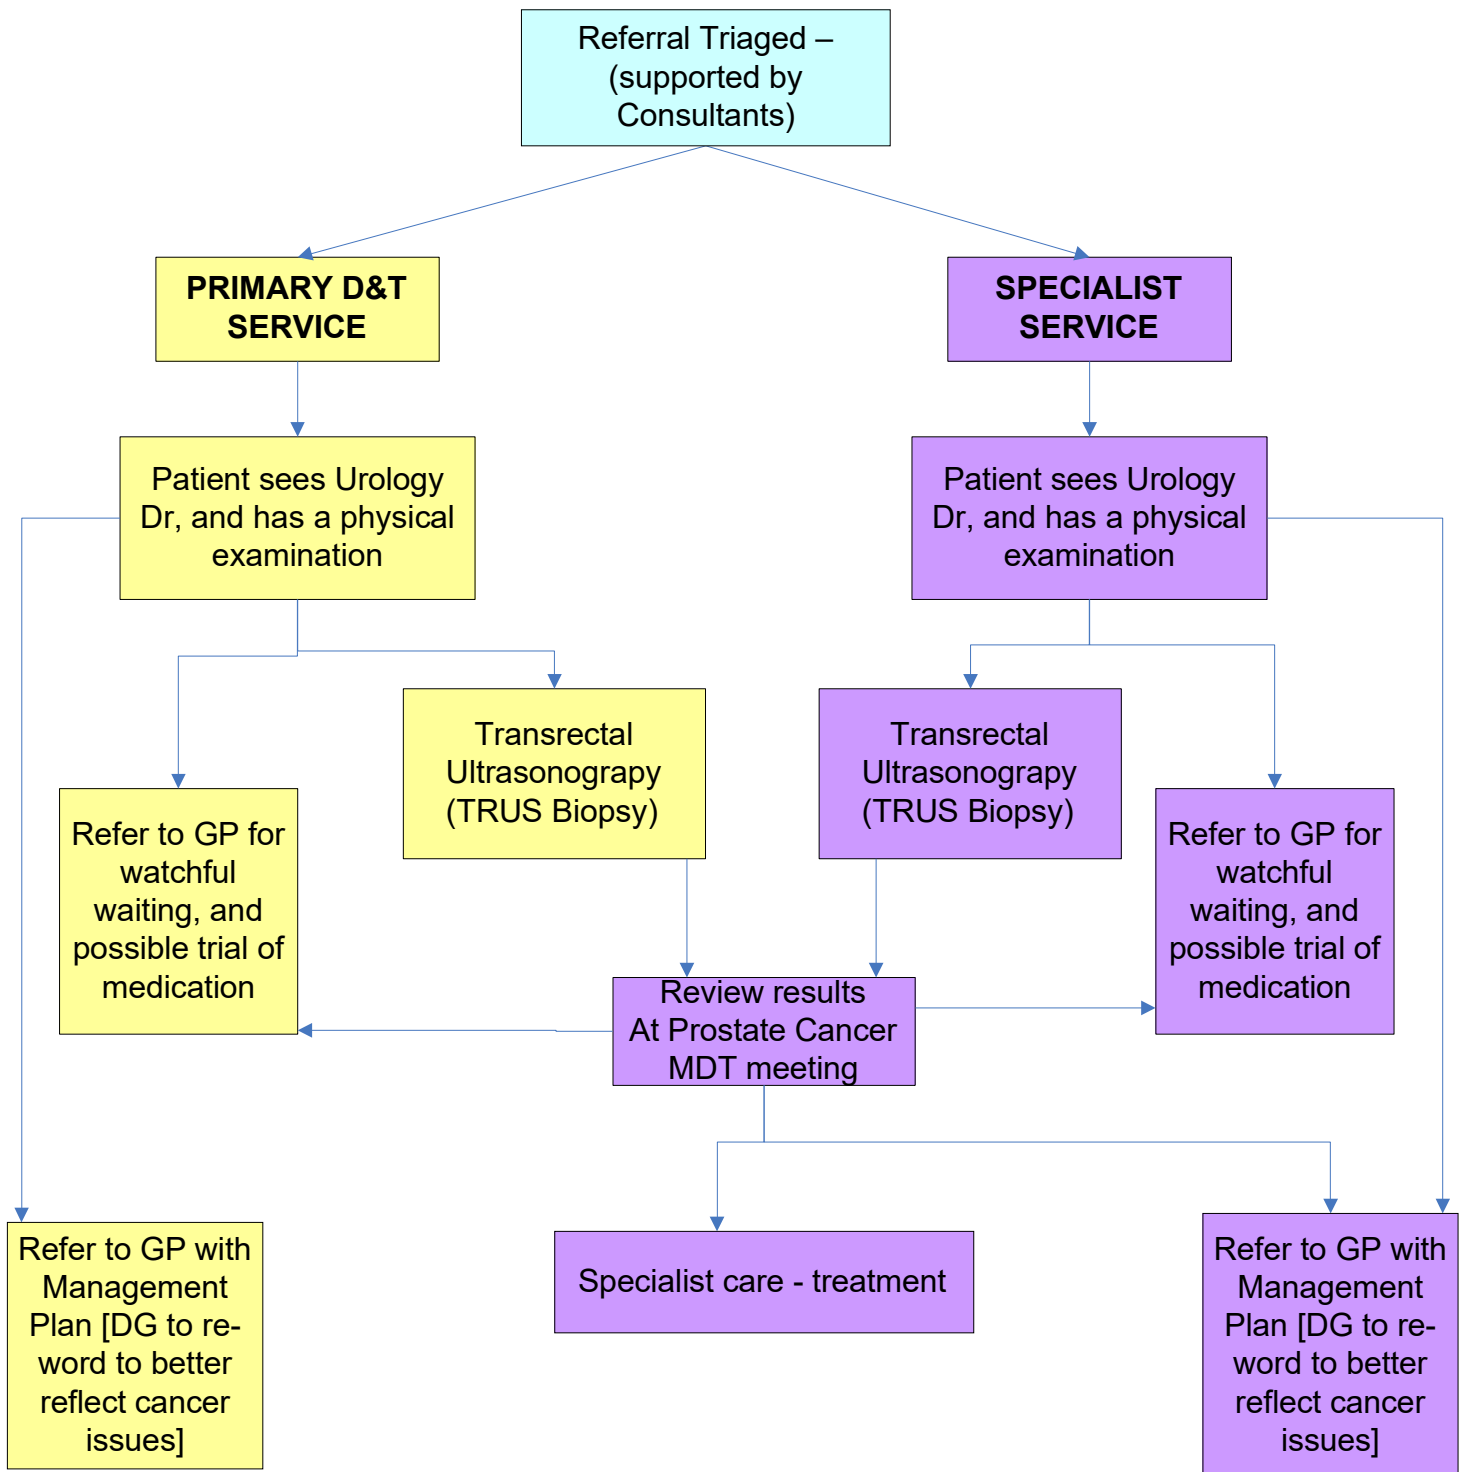 Referral Triaged –
(supported by
Consultants)
PRIMARY D&T
SERVICE
SPECIALIST
SERVICE
Patient sees Urology
Dr, and has a physical
examination
Patient sees Urology
Dr, and has a physical
examination
Transrectal
Ultrasonograpy
(TRUS Biopsy)
Transrectal
Ultrasonograpy
(TRUS Biopsy)
Refer to GP for
watchful
waiting, and
possible trial of
medication
Refer to GP for
watchful
waiting, and
possible trial of
medication
Review results
At Prostate Cancer
MDT meeting
Refer to GP with
Management
Plan [DG to re-
word to better
reflect cancer
issues]
Specialist care - treatment
Refer to GP with
Management
Plan [DG to re-
word to better
reflect cancer
issues]